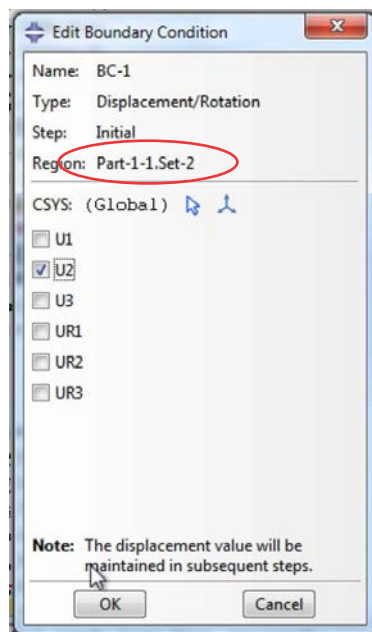 Edit Boundary Condition
Name: BC-1
Type: Displacement/Rotation
Step: Initial
Region: Part-1-1.Set-2
CSYS: (Global)
U1
U2
U3
UR1
UR2
UR3
Note: The displacement value will be
maintained in subsequent steps.
OK Cancel